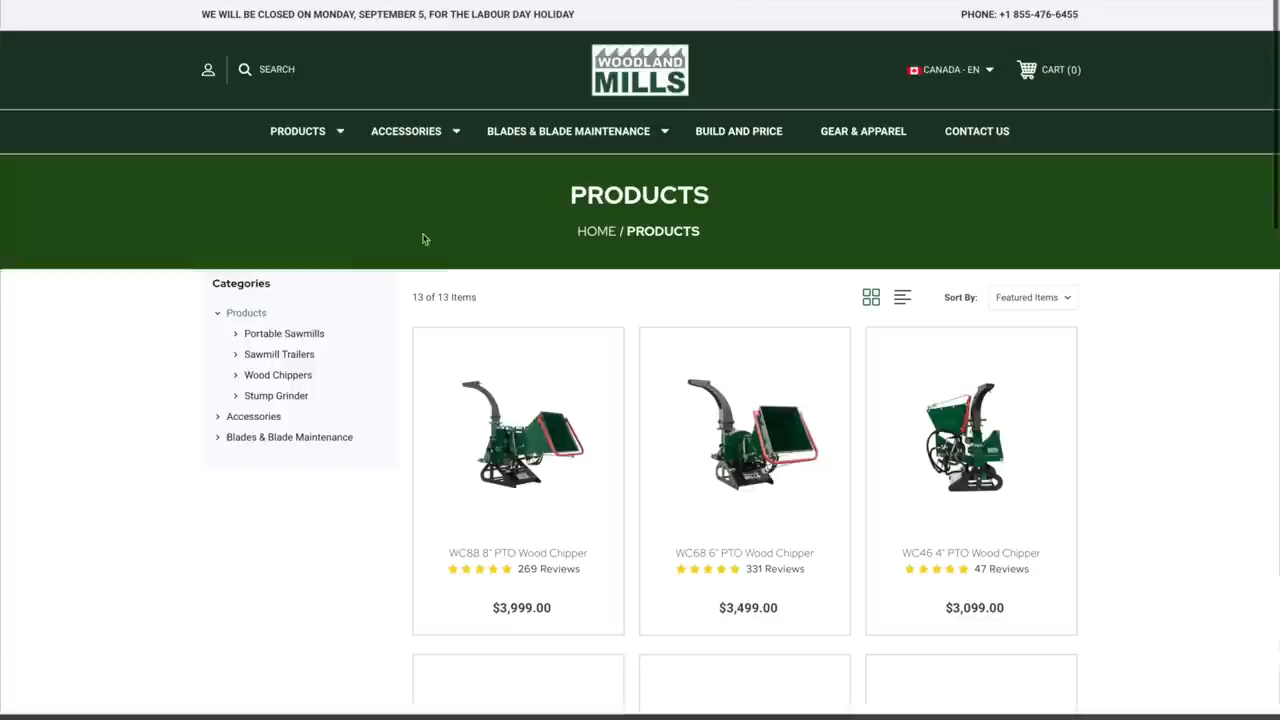 WE WILL BE CLOSED ON MONDAY, SEPTEMBER 5, FOR THE LABOUR DAY HOLIDAY
PHONE: +1 855-476-6455
SEARCH
WOODLAND
MILLS
CANADA - EN
CART (0)
PRODUCTS
ACCESSORIES
BLADES & BLADE MAINTENANCE
BUILD AND PRICE
GEAR & APPAREL
CONTACT US
PRODUCTS
HOME / PRODUCTS
Categories
Products
Portable Sawmills
Sawmill Trailers
Wood Chippers
Stump Grinder
Accessories
Blades & Blade Maintenance
13 of 13 Items
Sort By:
Featured Items
WC88 8" PTO Wood Chipper
269 Reviews
$3,999.00
MILLS
WC68 6" PTO Wood Chipper
331 Reviews
$3,499.00
WC46 4" PTO Wood Chipper
47 Reviews
$3,099.00